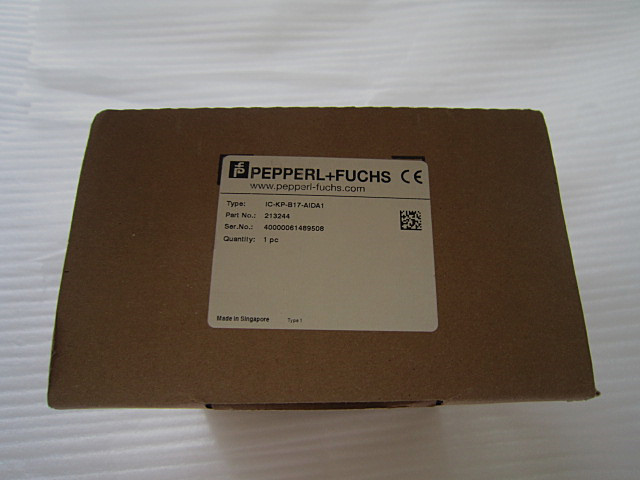 PEPPERL+FUCHS CE
www.pepperl-fuchs.com
Type: IC-KP-B17-AIDA1
Part No.: 213244
Ser.No.: 40000061489508
Quantity: 1 pc
Made in Singapore Type 1